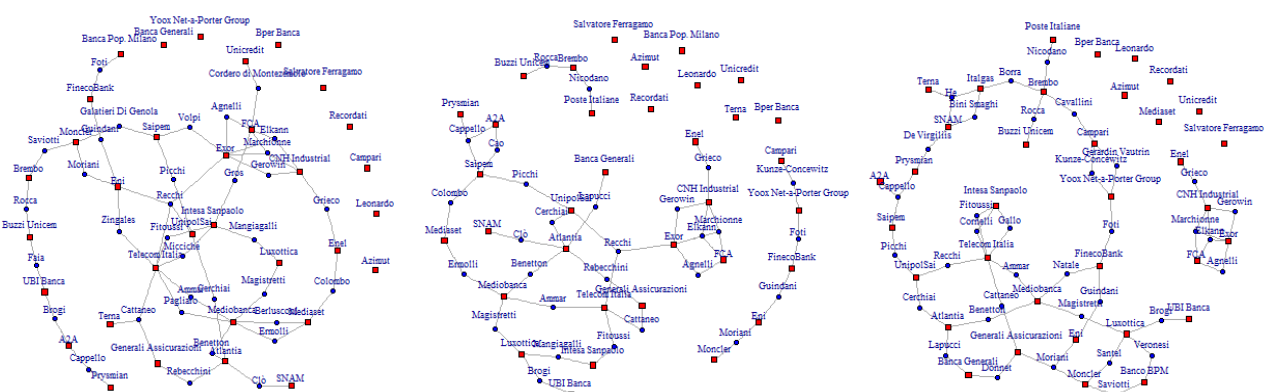 Yoox Net-a-Porter Group
Banca Generali
Banca Pop. Milano
Bper Banca
Foti
Unicredit
Cordero di Montezemolo
Salvatore Ferragamo
FinecoBank
Agnelli
Galatieri Di Genola
Volpi
Recordati
Moncler
Guindani
Saipem
FCA
Elkann
Saviotti
Exor
Marchionne
CNH Industrial
Moriani
Gerowin
Campari
Brembo
Eni
Picchi
Gros
Rocca
Recchi
Grieco
Leonardo
Zingales
Intesa Sanpaolo
Buzzi Unicem
Fitoussi
UnipolSai
Mangiagalli
Micciche
Enel
Faia
Telecom Italia
Luxottica
Azimut
UBI Banca
Magistretti
Colombo
Ammar
Cerchiai
Pagliaro
Brogi
Terna
Cattaneo
Mediobanca
Berlusconi
Mediaset
Ermolli
A2A
Generali Assicurazioni
Benetton
Atlantia
Cappello
Rebecchini
Prysmian
Clò
SNAM
Salvatore Ferragamo
Banca Pop. Milano
Buzzi Unicem
Rocca
Brembo
Azimut
Nicodano
Leonardo
Unicredit
Poste Italiane
Recordati
Prysmian
Terna
Bper Banca
Cappello
A2A
Cao
Enel
Saipem
Banca Generali
Grieco
Campari
Picchi
Kunze-Concewitz
Colombo
UnipolSai
Lapucci
CNH Industrial
Yoox Net-a-Porter Group
Cerchiai
Gerowin
Mediaset
SNAM
Clò
Atlantia
Recchi
Exor
Marchionne
Elkann
FCA
Foti
Ermolli
Benetton
Rebecchini
Agnelli
FinecoBank
Mediobanca
Generali Assicurazioni
Ammar
Telecom Italia
Guindani
Magistretti
Cattaneo
Eni
Fitoussi
Moriani
Luxottica
Mangiagalli
Intesa Sanpaolo
Moncler
Brogi
UBI Banca
Poste Italiane
Nicodano
Bper Banca
Leonardo
Terna
He
Italgas
Borra
Brembo
Recordati
Bini Smaghi
Azimut
SNAM
Rocca
Cavallini
Mediaset
Unicredit
De Virgiliis
Buzzi Unicem
Campari
Salvatore Ferragamo
Prysmian
Gerardin Vautrin
Kunze-Concewitz
Enel
A2A
Cappello
Yoox Net-a-Porter Group
Grieco
Intesa Sanpaolo
CNH Industrial
Fitoussi
Gerowin
Saipem
Cornelli
Gallo
Foti
Marchionne
Elkann
Exor
Picchi
Telecom Italia
FCA
Agnelli
UnipolSai
Recchi
Ammar
Natale
FinecoBank
Cerchiai
Cattaneo
Mediobanca
Guindani
Atlantia
Benetton
Magistretti
Brogi
UBI Banca
Generali Assicurazioni
Eni
Luxottica
Lapucci
Banca Generali
Donnet
Moriani
Santel
Veronesi
Moncler
Saviotti
Banco BPM